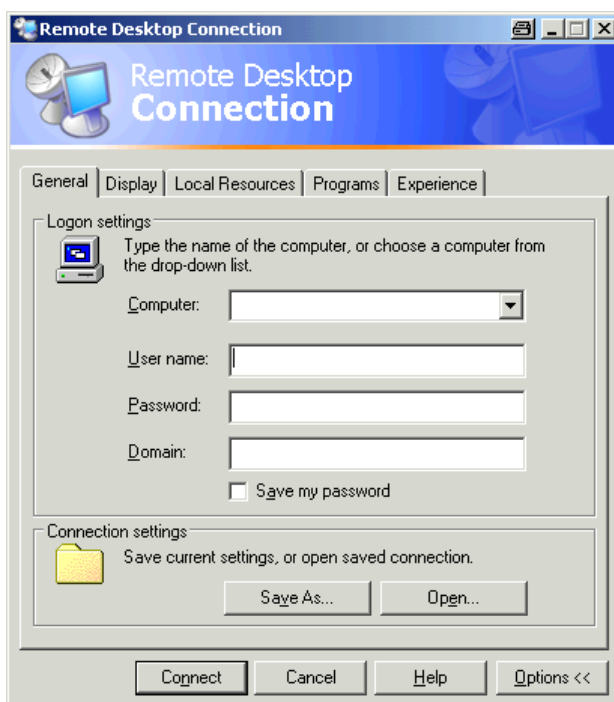 Remote Desktop Connection
Remote Desktop
Connection
General Display Local Resources Programs Experience
Logon settings
Type the name of the computer, or choose a computer from
the drop-down list.
Computer:
User name:
Password:
Domain:
Save my password
Connection settings
Save current settings, or open saved connection.
Save As... Open...
Connect Cancel Help Options <<